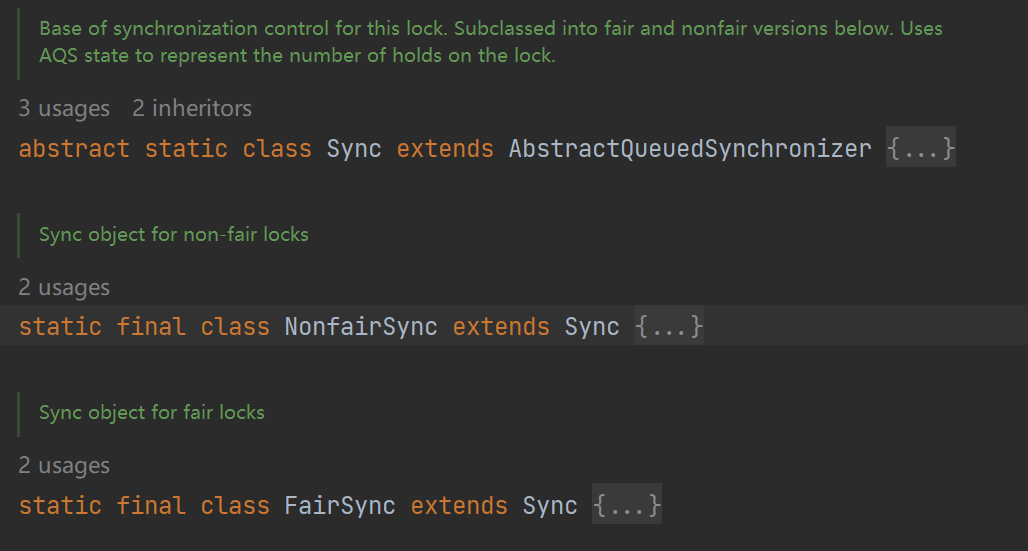 Base of synchronization control for this lock. Subclassed into fair and nonfair versions below. Uses
AQS state to represent the number of holds on the lock.
3 usages   2 inheritors
abstract static class Sync extends AbstractQueuedSynchronizer {...}
Sync object for non-fair locks
2 usages
static final class NonfairSync extends Sync {...}
Sync object for fair locks
2 usages
static final class FairSync extends Sync {...}